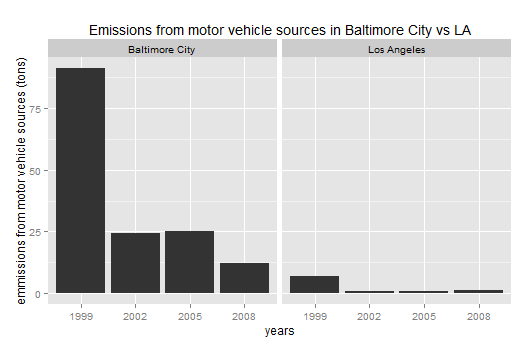 Emissions from motor vehicle sources in Baltimore City vs LA
Baltimore City
Los Angeles
emmissions from motor vehicle sources (tons)
75
50
25
0
1999
2002
2005
2008
1999
2002
2005
2008
years